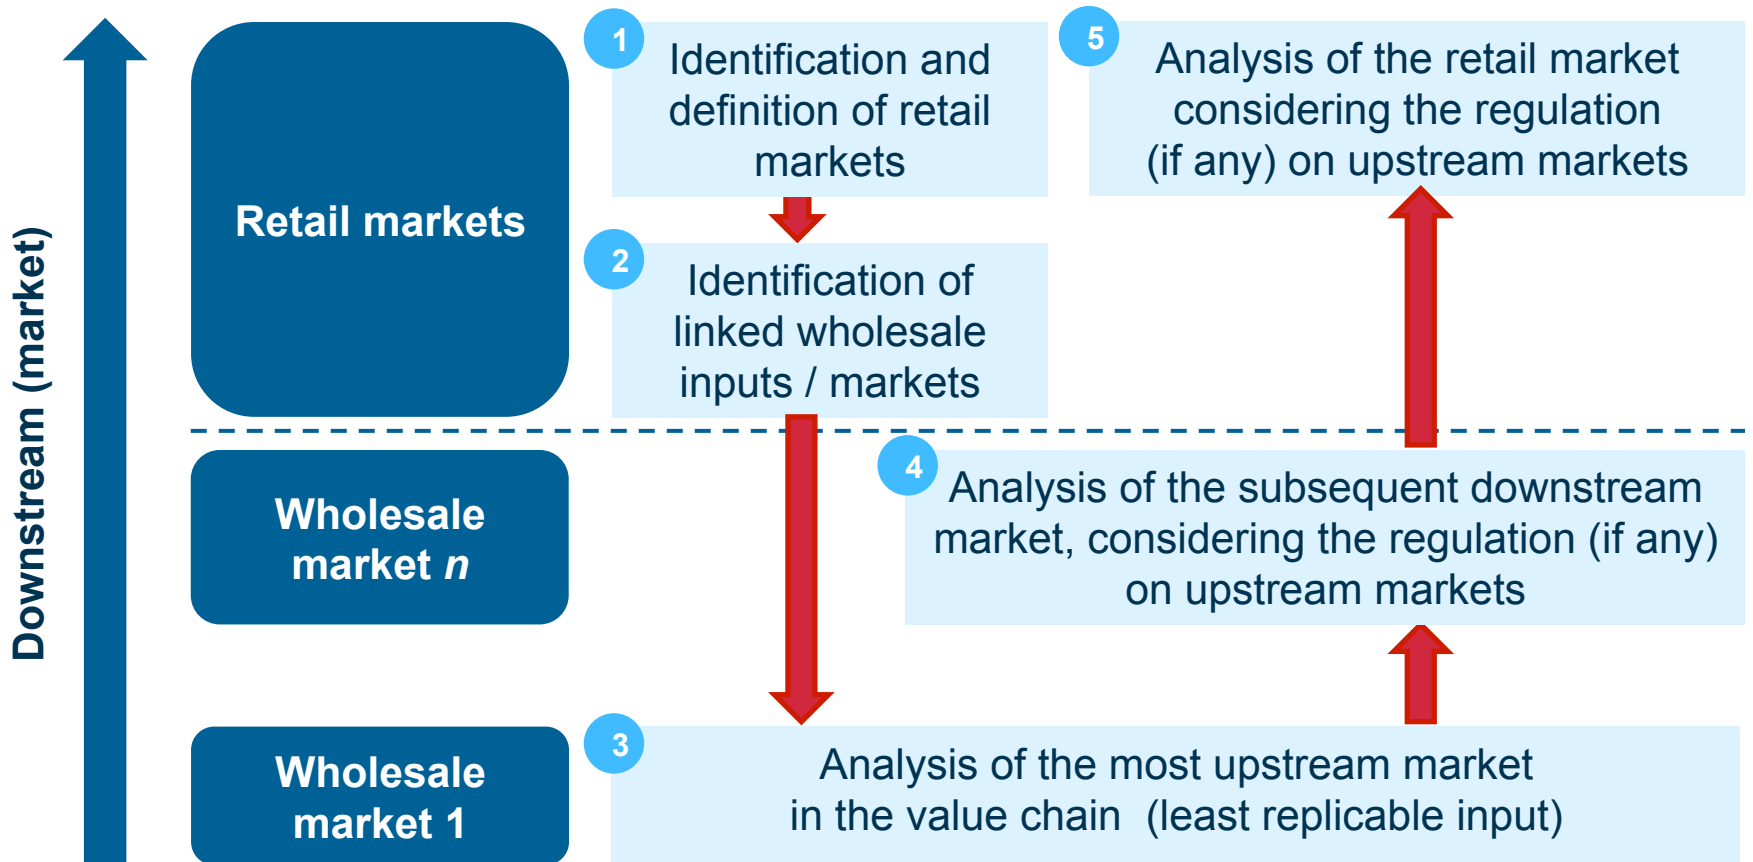 Downstream (market)
Retail markets
1
Identification and
definition of retail
markets
2
Identification of
linked wholesale
inputs / markets
5
Analysis of the retail market
considering the regulation
(if any) on upstream markets
Wholesale
market n
4
Analysis of the subsequent downstream
market, considering the regulation (if any)
on upstream markets
Wholesale
market 1
3
Analysis of the most upstream market
in the value chain (least replicable input)